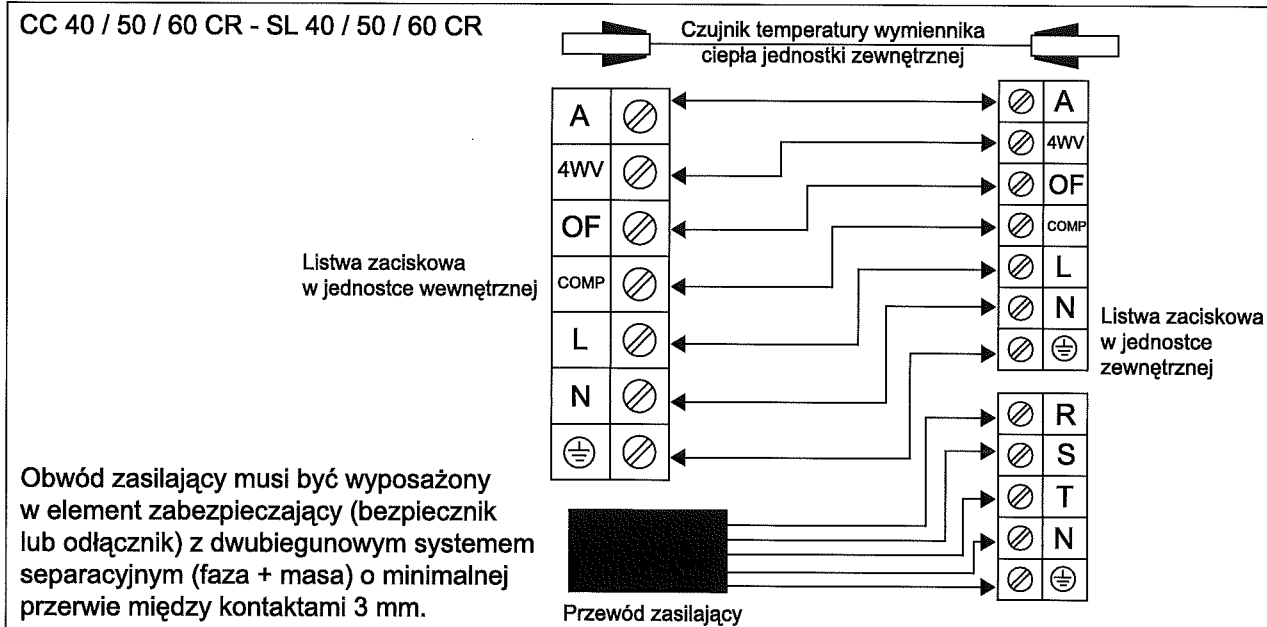 CC 40 / 50 / 60 CR - SL 40 / 50 / 60 CR
Czujnik temperatury wymiennika
ciepła jednostki zewnętrznej
A
4WV
OF
COMP
L
N
A
4WV
OF
COMP
L
N
Listwa zaciskowa
w jednostce wewnętrznej
Listwa zaciskowa
w jednostce
zewnętrznej
R
S
T
N
Obwód zasilający musi być wyposażony
w element zabezpieczający (bezpiecznik
lub odłącznik) z dwubiegunowym systemem
separacyjnym (faza + masa) o minimalnej
przerwie między kontaktami 3 mm.
Przewód zasilający